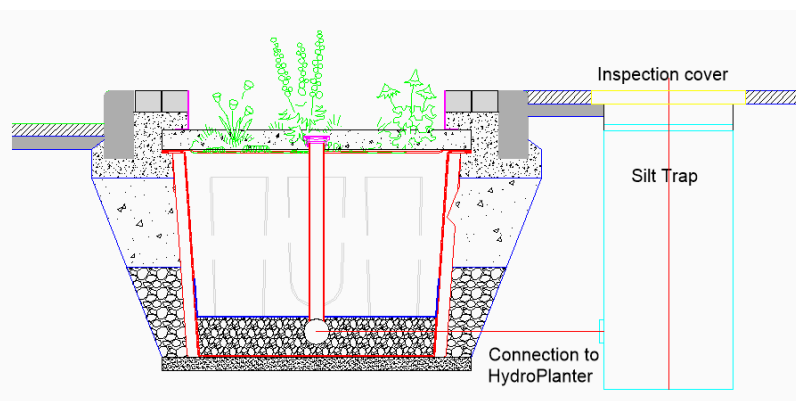 Inspection cover
Silt Trap
Connection to
HydroPlanter